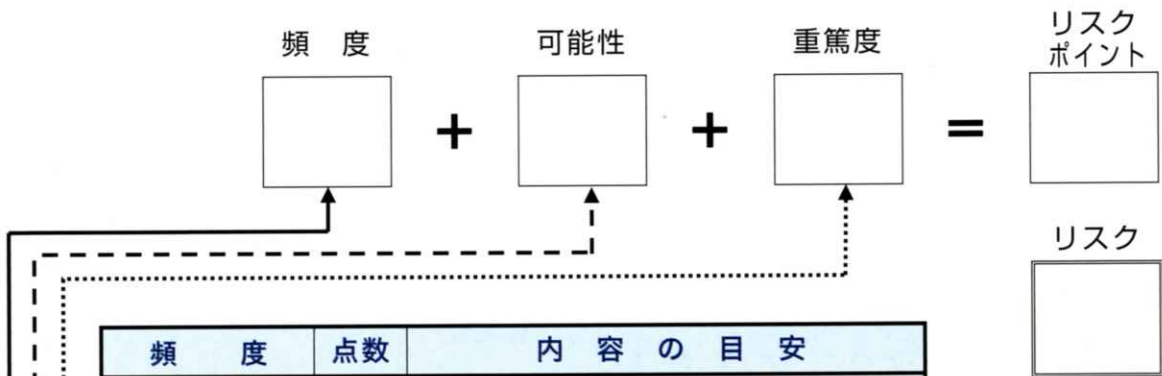 頻 度 可能性 重篤度 リスク
ポイント
+ + =
リスク
頻 度 点数 内 容 の 目 安